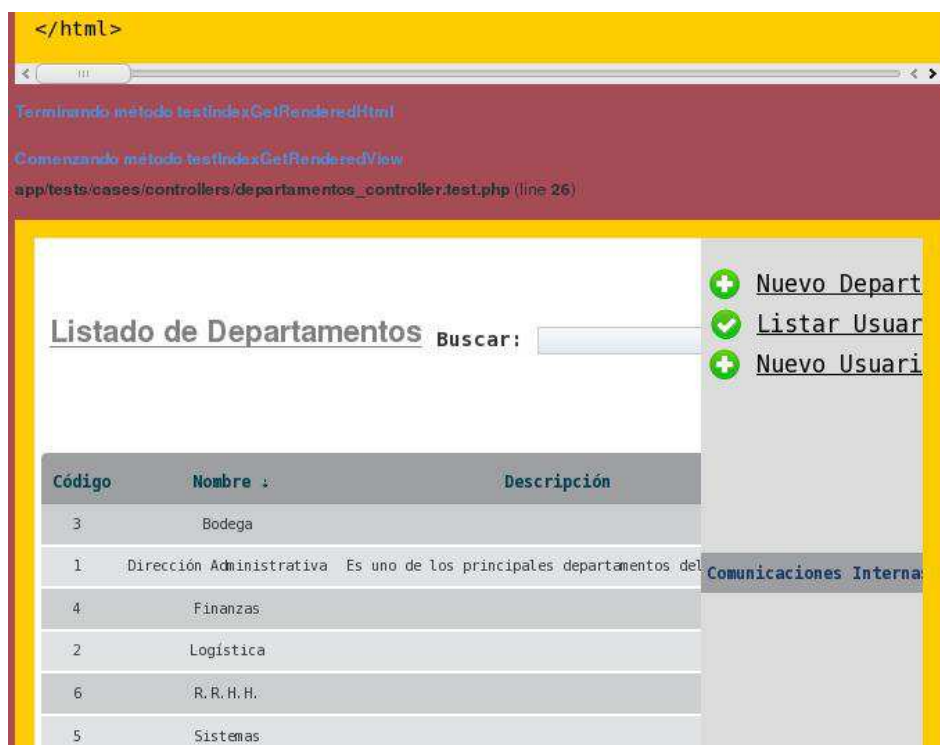 </html>
Terminando método testIndexGetRenderedHtml
Comenzando método testIndexGetRenderedView
app/tests/cases/controllers/departamentos_controller.test.php (line 26)
Listado de Departamentos Buscar:
Nuevo Depart
Listar Usuar
Nuevo Usuari
Código Nombre ↓ Descripción
3 Bodega
1 Dirección Administrativa Es uno de los principales departamentos del
Comunicaciones Interna
4 Finanzas
2 Logística
6 R.R.H.H.
5 Sistemas